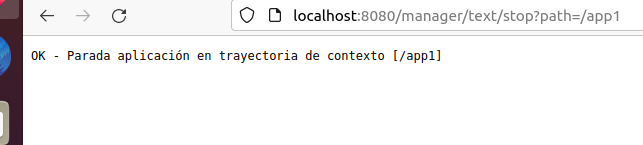 localhost:8080/manager/text/stop?path=/app1
OK - Parada aplicación en trayectoria de contexto [/app1]